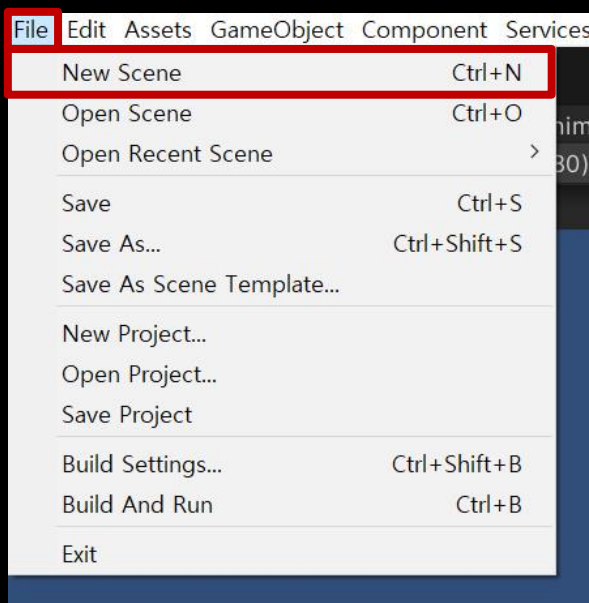 File Edit Assets GameObject Component Services
New Scene Ctrl+N
Open Scene Ctrl+O
Open Recent Scene >
Save Ctrl+S
Save As... Ctrl+Shift+S
Save As Scene Template...
New Project...
Open Project...
Save Project
Build Settings... Ctrl+Shift+B
Build And Run Ctrl+B
Exit